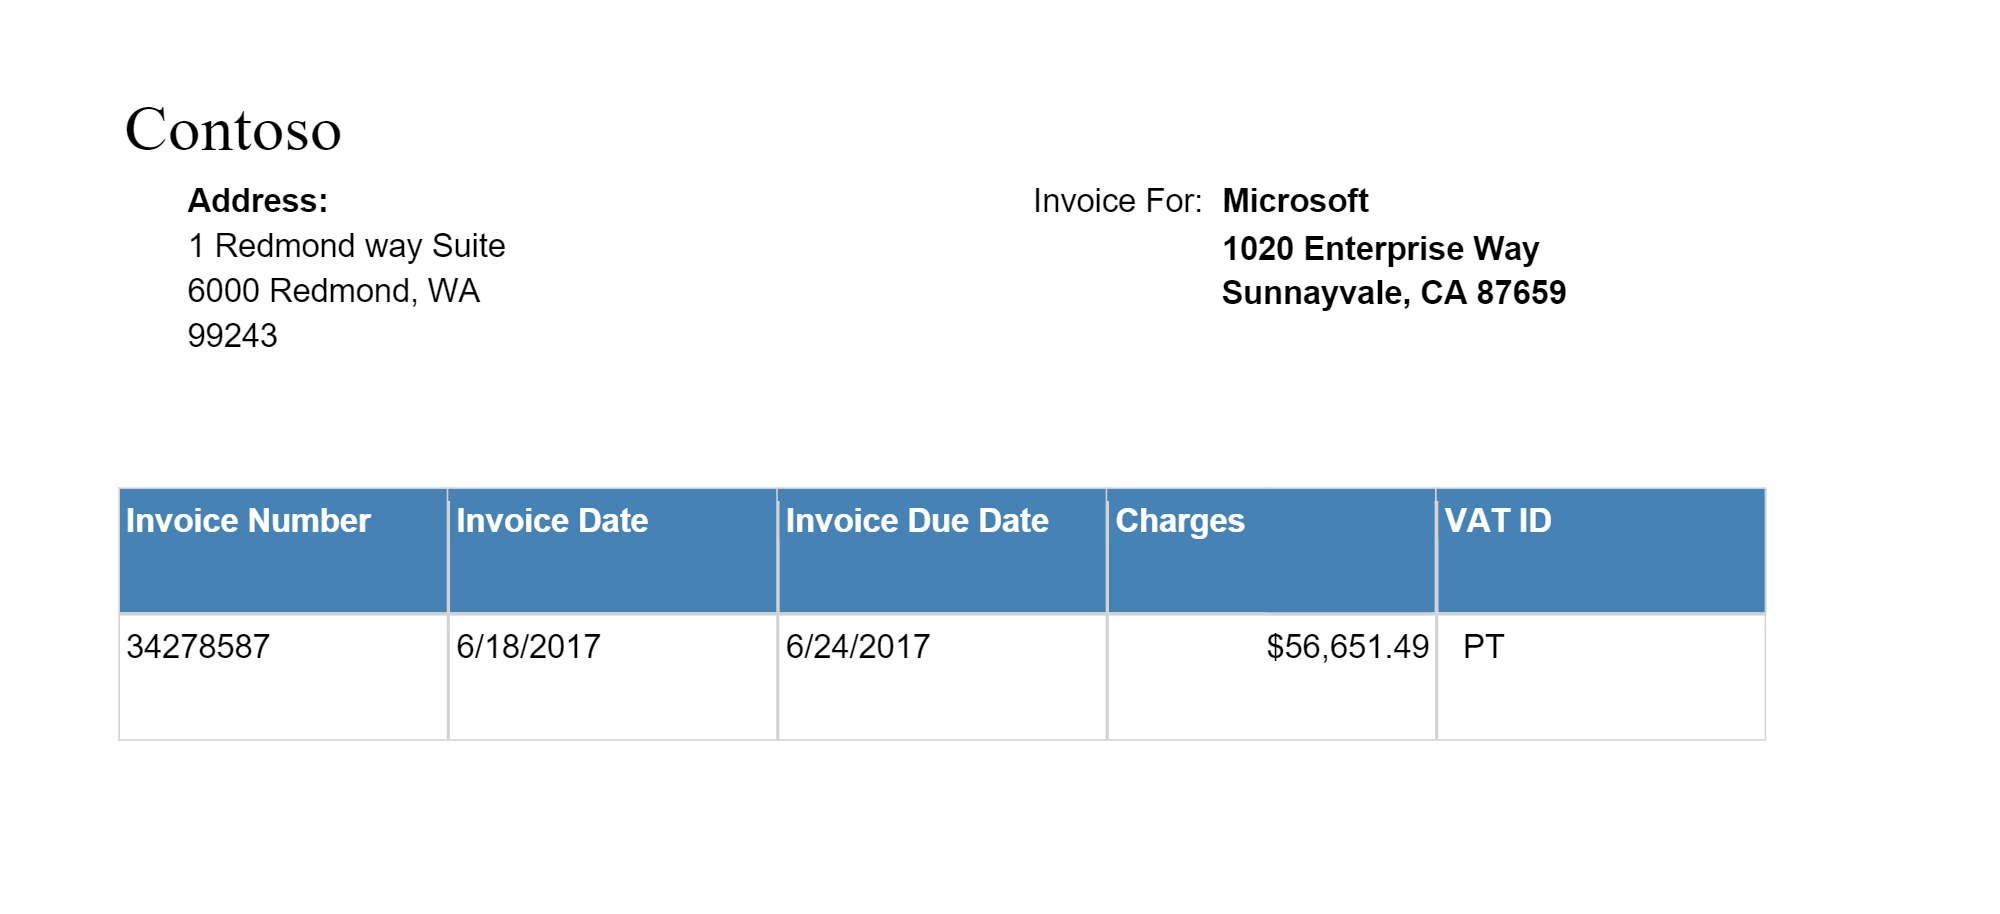 Contoso
Address:
1 Redmond way Suite
6000 Redmond, WA
99243
Invoice For: Microsoft
1020 Enterprise Way
Sunnayvale, CA 87659
Invoice Number Invoice Date Invoice Due Date Charges VAT ID
34278587 6/18/2017 6/24/2017 $56,651.49 PT